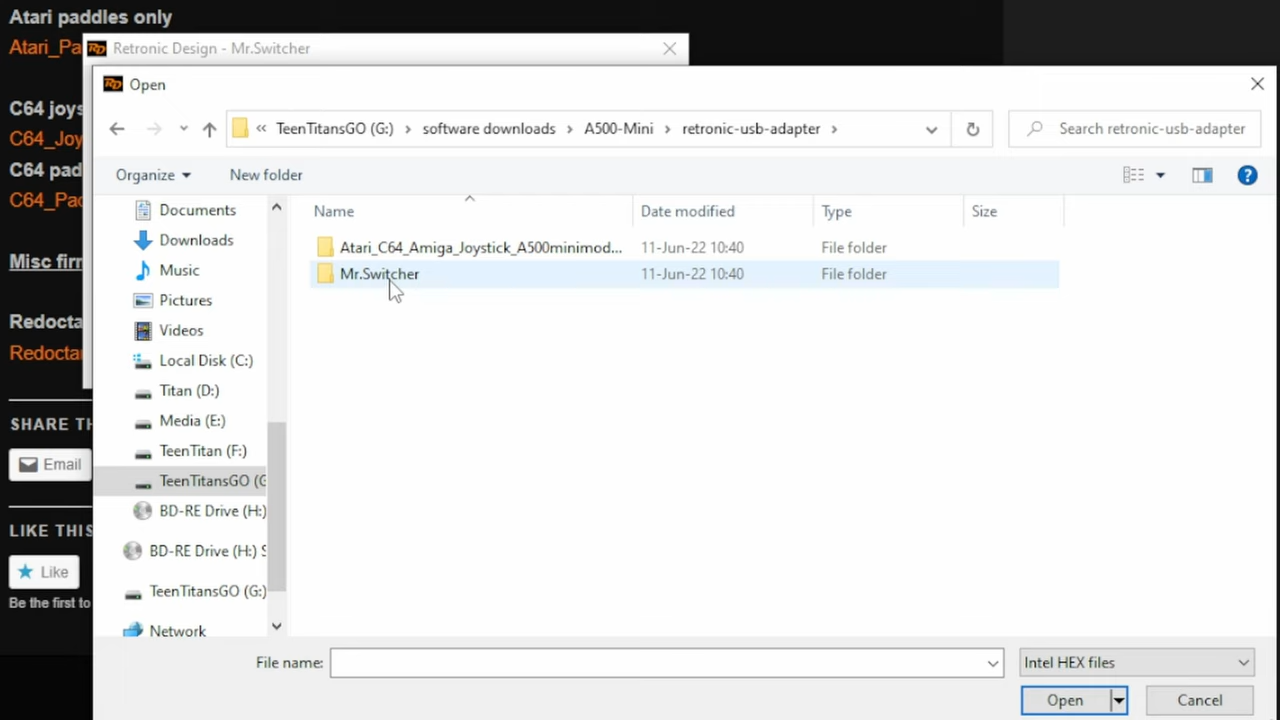 Atari paddles only
Atari_Pa
RD Retronic Design - Mr.Switcher
RD Open
C64 joys
C64_Joy
C64 pad
C64_Pad
Misc firn
Redocta
Redoctar
SHARE TH
Email
LIKE THIS
Like
Be the first to
« TeenTitansGO (G:) › software downloads › A500-Mini › retronic-usb-adapter ›
Search retronic-usb-adapter
Organize
New folder
Documents
Downloads
Music
Pictures
Videos
Local Disk (C:)
Titan (D:)
Media (E:)
TeenTitan (F:)
TeenTitansGO (G
BD-RE Drive (H:)
BD-RE Drive (H:) S
TeenTitansGO (G:)
Network
Name Date modified Type Size
Atari_C64_Amiga_Joystick_A500minimod... 11-Jun-22 10:40 File folder
Mr.Switcher 11-Jun-22 10:40 File folder
File name:
Intel HEX files
Open
Cancel